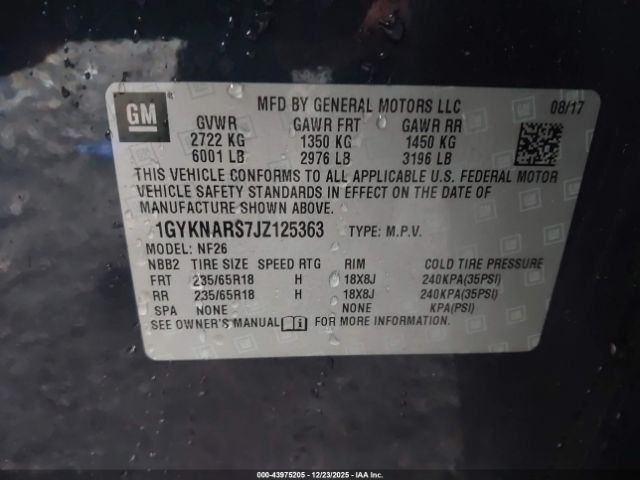 GM
MFD BY GENERAL MOTORS LLC 08/17
GVWR GAWR FRT GAWR RR
2722 KG 1350 KG 1450 KG
6001 LB 2976 LB 3196 LB
THIS VEHICLE CONFORMS TO ALL APPLICABLE U.S. FEDERAL MOTOR
VEHICLE SAFETY STANDARDS IN EFFECT ON THE DATE OF
MANUFACTURE SHOWN ABOVE.
1GYKNARS7JZ125363 TYPE: M.P.V.
MODEL: NF26
NBB2 TIRE SIZE SPEED RTG RIM COLD TIRE PRESSURE
FRT 235/65R18 H 18X8J 240KPA(35PSI)
RR 235/65R18 H 18X8J 240KPA(35PSI)
SPA NONE NONE KPA(PSI)
SEE OWNER'S MANUAL FOR MORE INFORMATION.
000-43975205 - 12/23/2025 - IAA Inc.